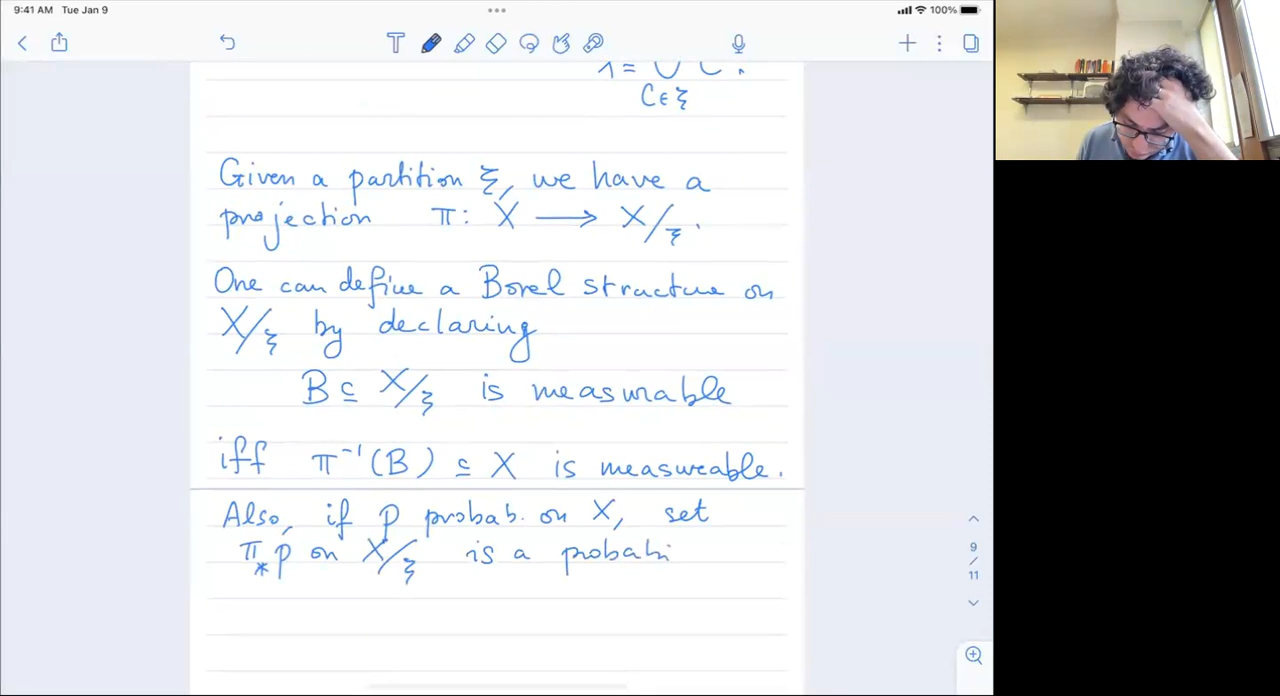 9:41 AM Tue Jan 9
100%
C ∈ ξ
Given a partition ξ, we have a
projection π: X → X/ξ.
One can define a Borel structure on
X/ξ by declaring
B ⊆ X/ξ is measurable
iff π⁻¹(B) ⊆ X is measureable.
Also, if p probab. on X, set
π_* p on X/ξ is a probabi
9
/
11